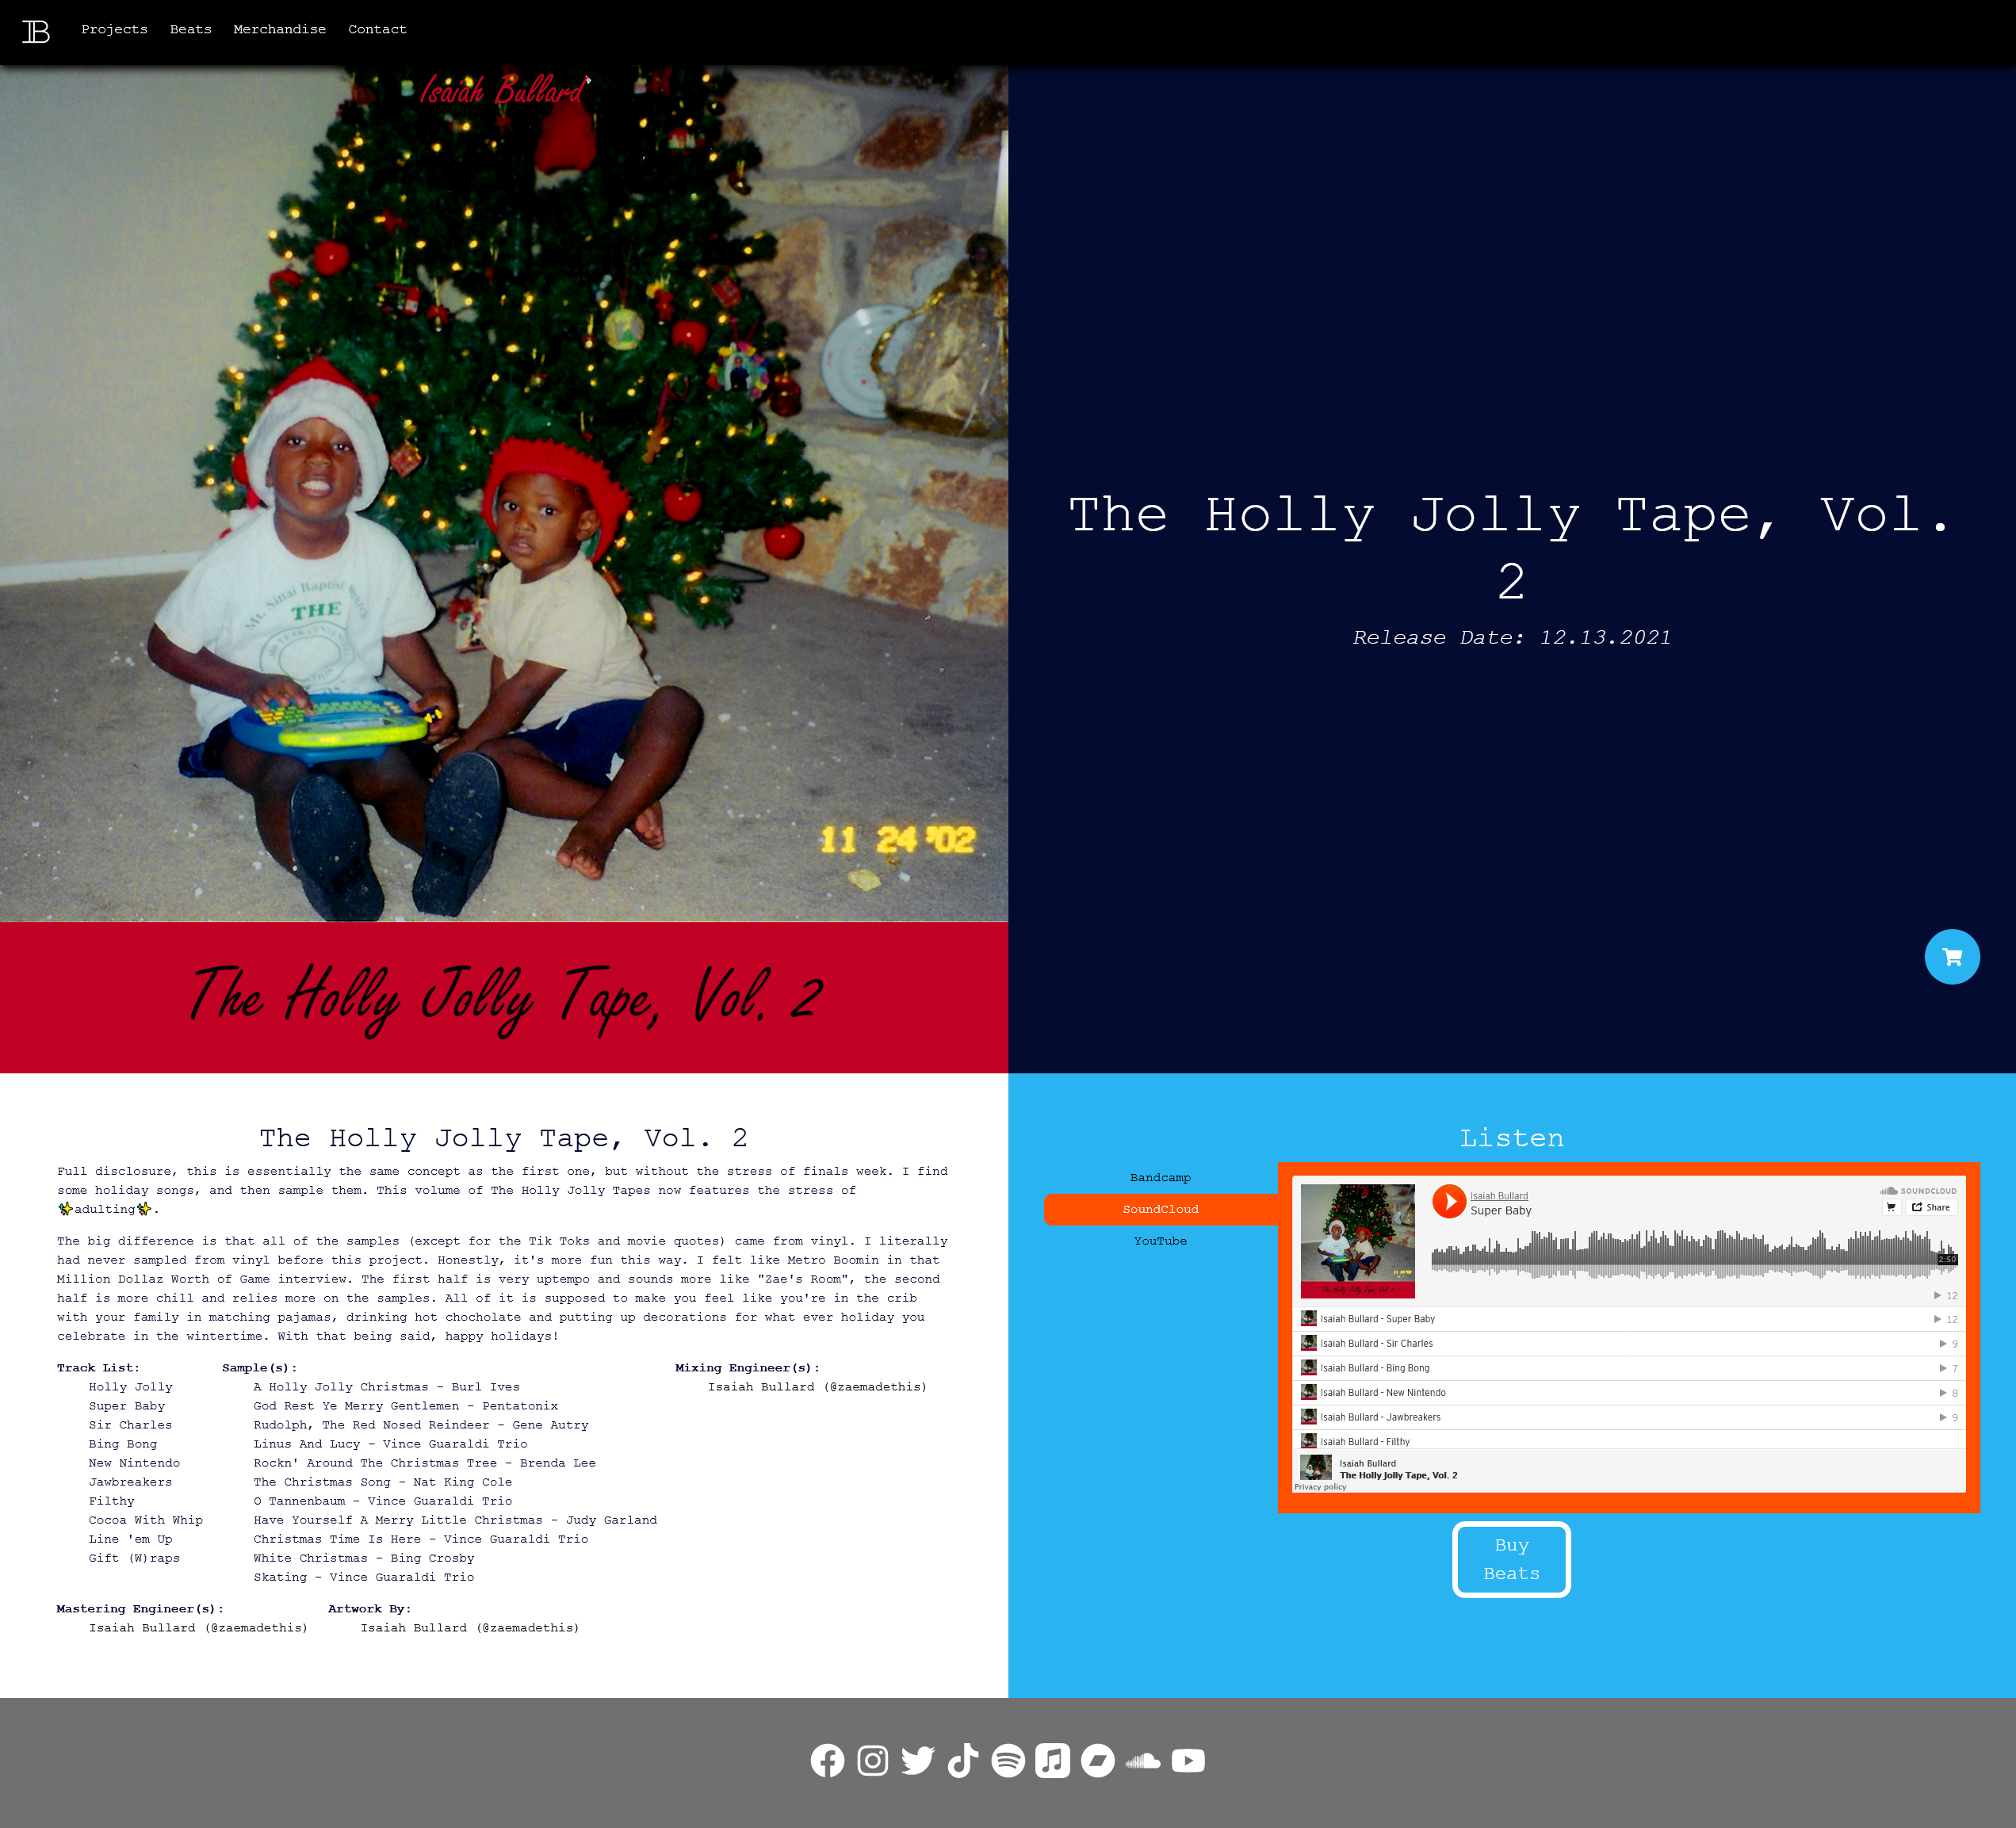 IB
Projects Beats Merchandise Contact
Isaiah Bullard
Mt. Sinai Baptist
THE
11 24 '02
The Holly Jolly Tape, Vol. 2
The Holly Jolly Tape, Vol.
2
Release Date: 12.13.2021
The Holly Jolly Tape, Vol. 2
Full disclosure, this is essentially the same concept as the first one, but without the stress of finals week. I find
some holiday songs, and then sample them. This volume of The Holly Jolly Tapes now features the stress of
✨adulting✨.
The big difference is that all of the samples (except for the Tik Toks and movie quotes) came from vinyl. I literally
had never sampled from vinyl before this project. Honestly, it's more fun this way. I felt like Metro Boomin in that
Million Dollaz Worth of Game interview. The first half is very uptempo and sounds more like "Zae's Room", the second
half is more chill and relies more on the samples. All of it is supposed to make you feel like you're in the crib
with your family in matching pajamas, drinking hot chocholate and putting up decorations for what ever holiday you
celebrate in the wintertime. With that being said, happy holidays!
Track List:
Holly Jolly
Super Baby
Sir Charles
Bing Bong
New Nintendo
Jawbreakers
Filthy
Cocoa With Whip
Line 'em Up
Gift (W)raps
Sample(s):
A Holly Jolly Christmas - Burl Ives
God Rest Ye Merry Gentlemen - Pentatonix
Rudolph, The Red Nosed Reindeer - Gene Autry
Linus And Lucy - Vince Guaraldi Trio
Rockn' Around The Christmas Tree - Brenda Lee
The Christmas Song - Nat King Cole
O Tannenbaum - Vince Guaraldi Trio
Have Yourself A Merry Little Christmas - Judy Garland
Christmas Time Is Here - Vince Guaraldi Trio
White Christmas - Bing Crosby
Skating - Vince Guaraldi Trio
Mixing Engineer(s):
Isaiah Bullard (@zaemadethis)
Mastering Engineer(s):
Isaiah Bullard (@zaemadethis)
Artwork By:
Isaiah Bullard (@zaemadethis)
Listen
Bandcamp
SoundCloud
YouTube
Isaiah Bullard
Super Baby
SOUNDCLOUD
Share
2:50
The Holly Jolly Tape, Vol. 2
12
Isaiah Bullard - Super Baby 12
Isaiah Bullard - Sir Charles 9
Isaiah Bullard - Bing Bong 7
Isaiah Bullard - New Nintendo 8
Isaiah Bullard - Jawbreakers 9
Isaiah Bullard - Filthy
Isaiah Bullard
The Holly Jolly Tape, Vol. 2
Privacy policy
Buy
Beats